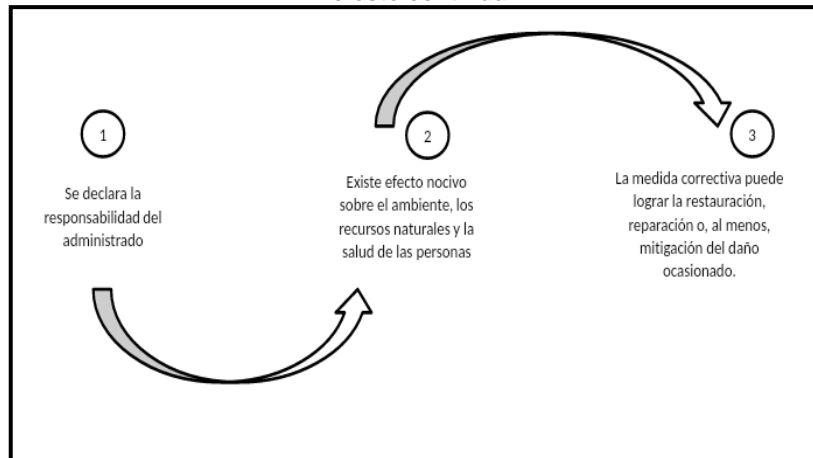 1
Se declara la
responsabilidad del
administrado
2
Existe efecto nocivo
sobre el ambiente, los
recursos naturales y la
salud de las personas
3
La medida correctiva puede
lograr la restauración,
reparación o, al menos,
mitigación del daño
ocasionado.